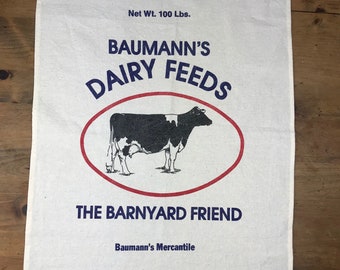 Net Wt. 100 Lbs.
BAUMANN'S
DAIRY FEEDS
THE BARNYARD FRIEND
Baumann's Mercantile